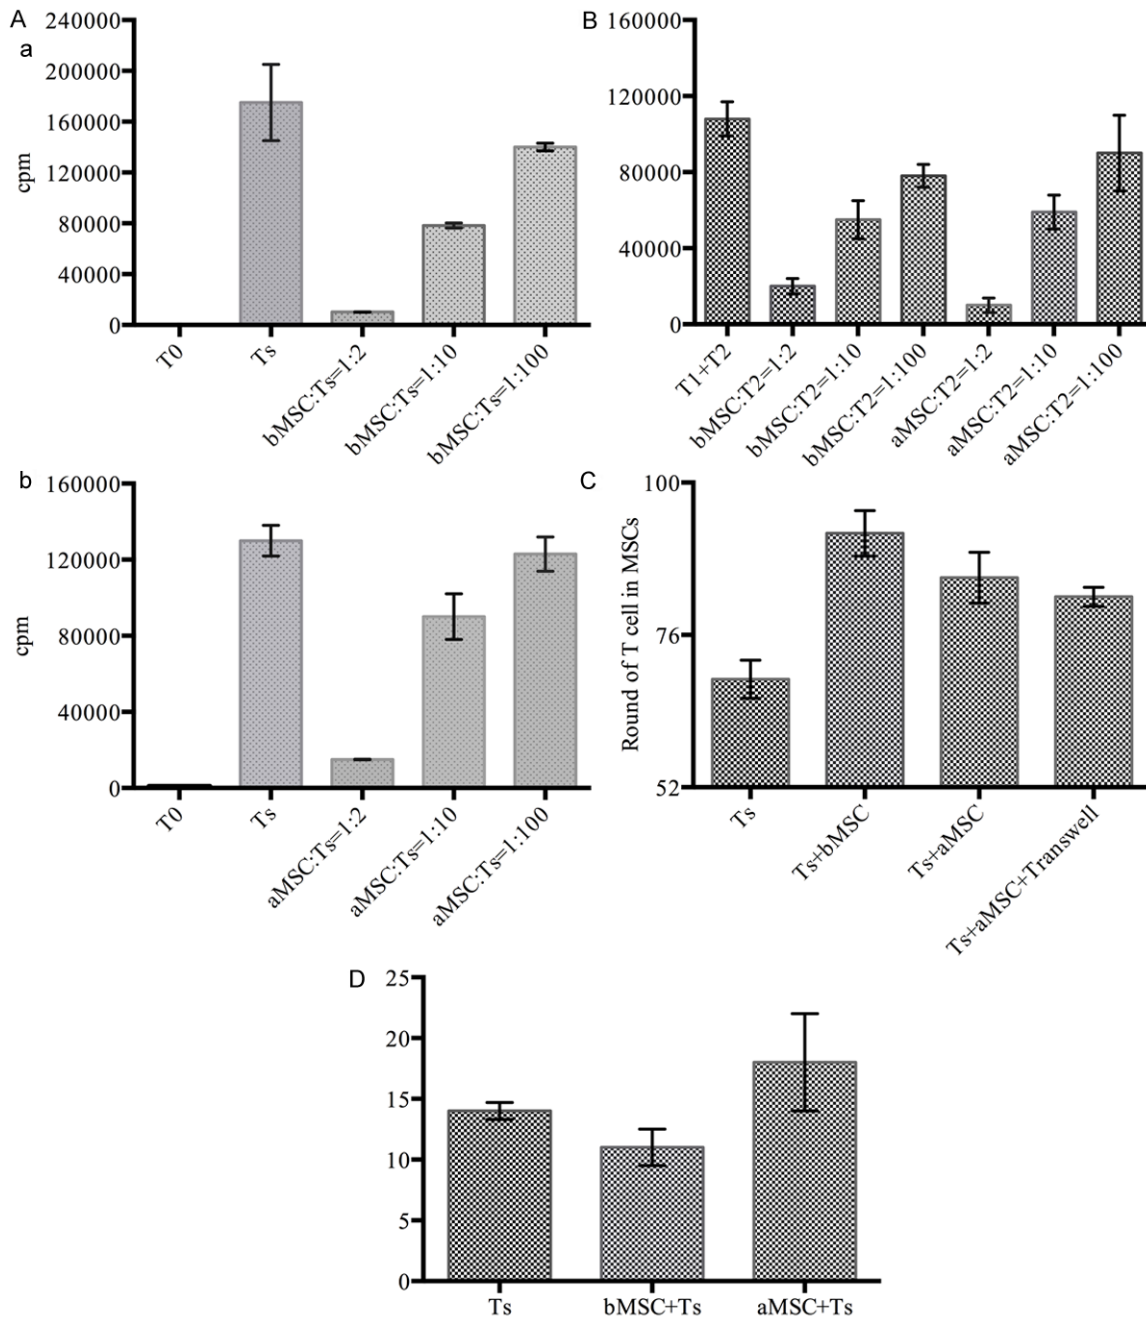 A
a
240000
200000
160000
120000
80000
40000
0
cpm
T0
Ts
bMSC:Ts=1:2
bMSC:Ts=1:10
bMSC:Ts=1:100
B
160000
120000
80000
40000
0
T1+T2
bMSC:T2=1:2
bMSC:T2=1:10
bMSC:T2=1:100
aMSC:T2=1:2
aMSC:T2=1:10
aMSC:T2=1:100
b
160000
120000
80000
40000
0
cpm
T0
Ts
aMSC:Ts=1:2
aMSC:Ts=1:10
aMSC:Ts=1:100
C
100
76
52
Round of T cell in MSCs
Ts
Ts+bMSC
Ts+aMSC
Ts+aMSC+Transwell
D
25
20
15
10
5
0
Ts
bMSC+Ts
aMSC+Ts